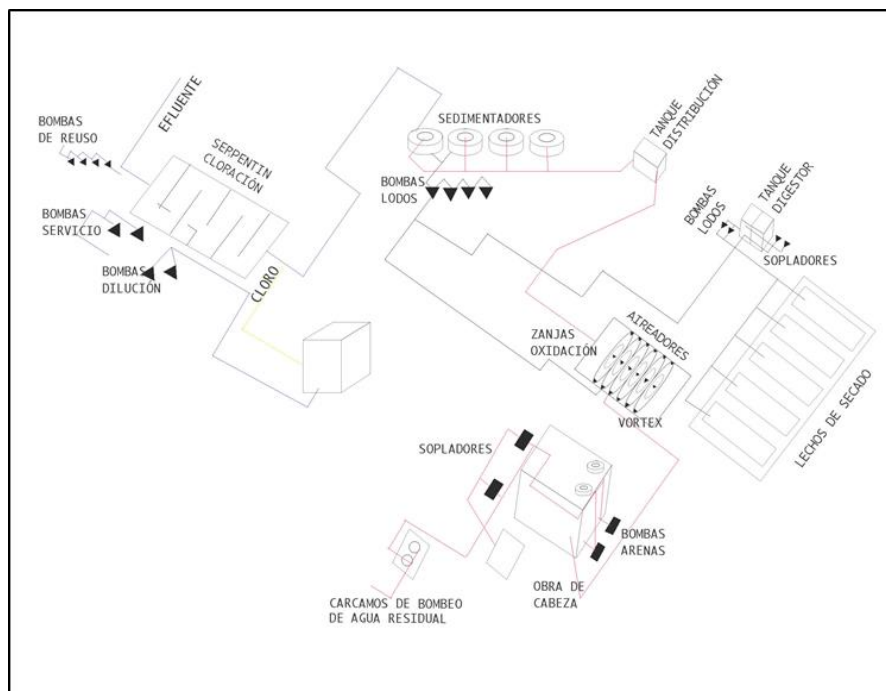 BOMBAS
DE REUSO
EFLUENTE
SERPENTIN
CLORACIÓN
BOMBAS
SERVICIO
BOMBAS
DILUCIÓN
CLORO
SEDIMENTADORES
BOMBAS
LODOS
TANQUE
DISTRIBUCIÓN
BOMBAS
LODOS
TANQUE
DIGESTOR
SOPLADORES
ZANJAS
OXIDACIÓN
AIREADORES
VORTEX
LECHOS DE SECADO
SOPLADORES
BOMBAS
ARENAS
OBRA DE
CABEZA
CARCAMOS DE BOMBEO
DE AGUA RESIDUAL